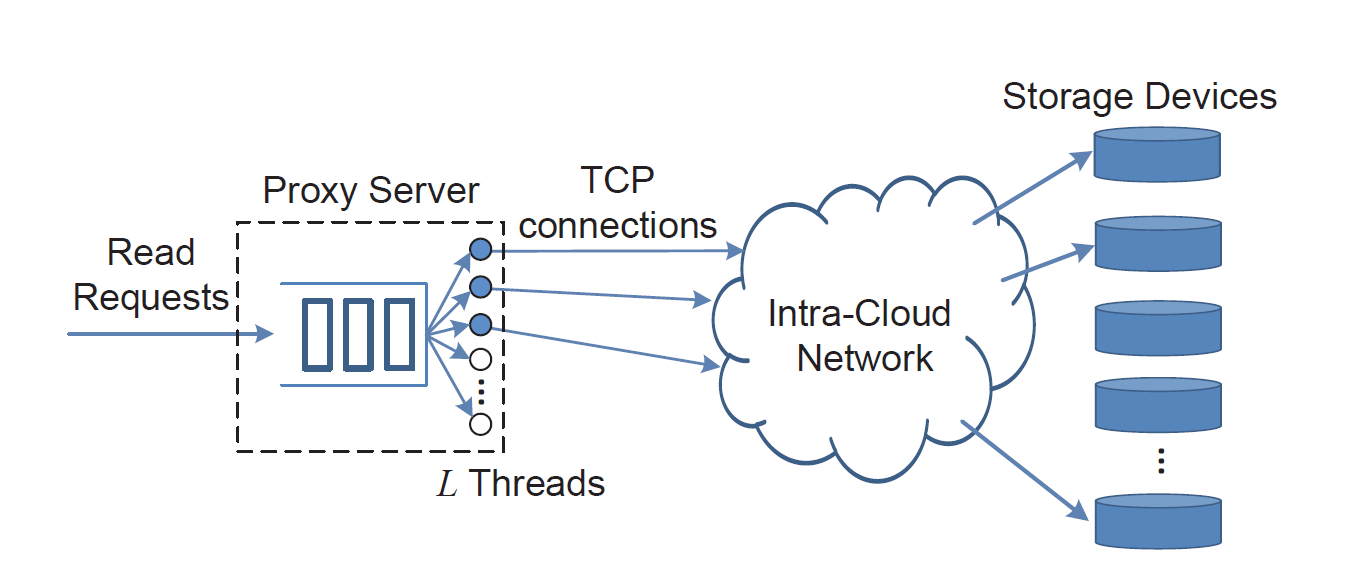 Storage Devices
Proxy Server
TCP
connections
Read
Requests
Intra-Cloud
Network
L Threads